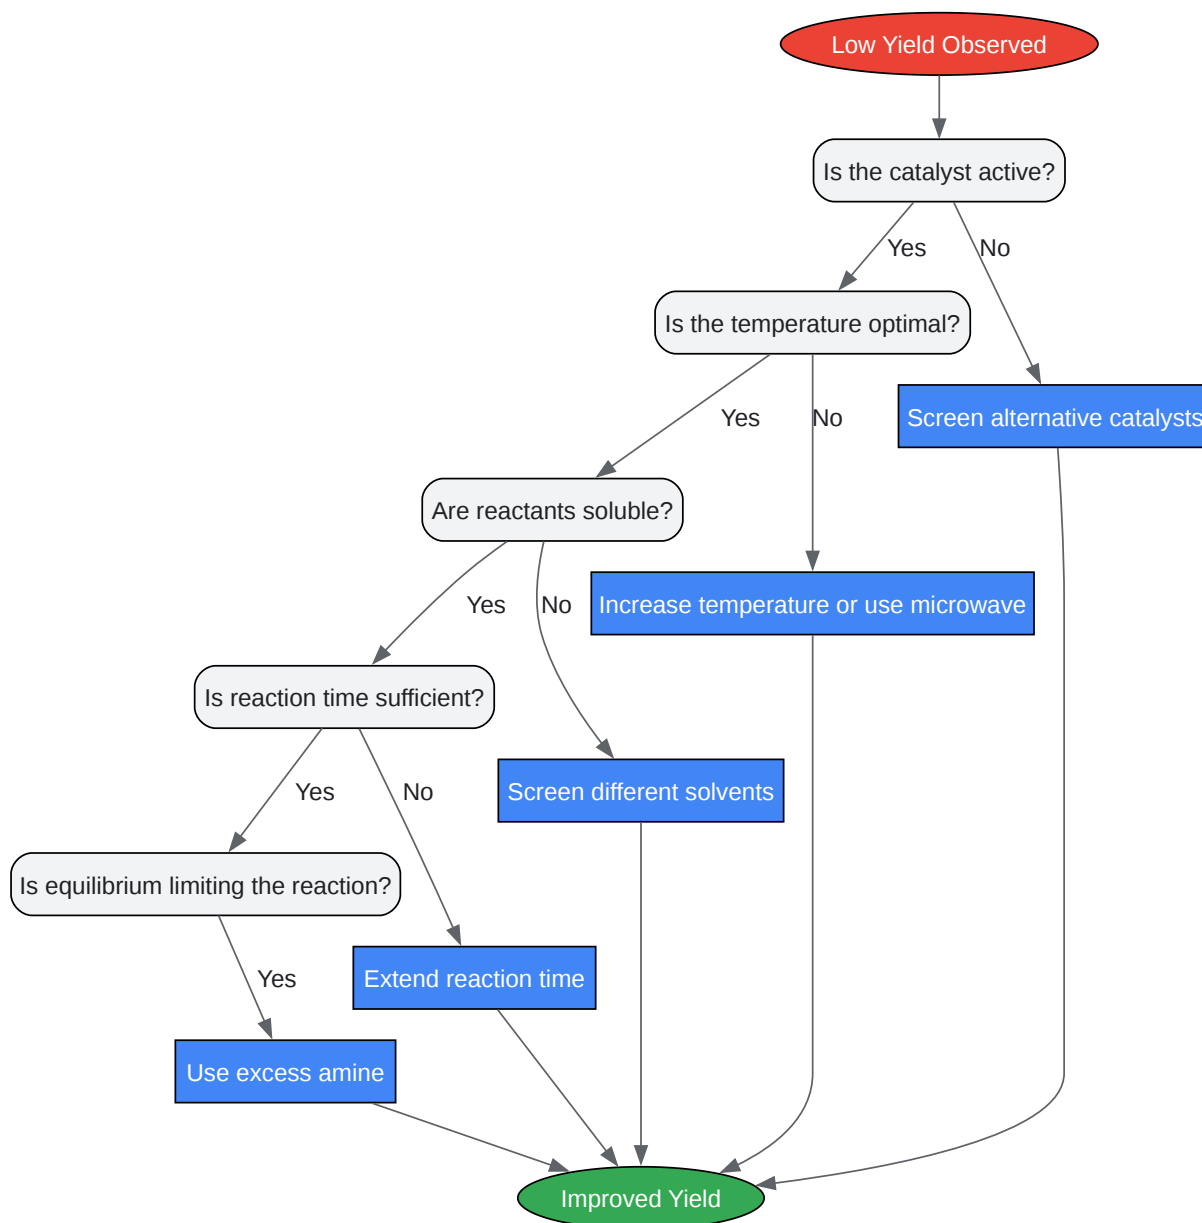 Low Yield Observed
Is the catalyst active?
Yes
No
Is the temperature optimal?
Yes
No
Screen alternative catalysts
Are reactants soluble?
Yes
No
Increase temperature or use microwave
Is reaction time sufficient?
Yes
No
Screen different solvents
Is equilibrium limiting the reaction?
Yes
Extend reaction time
Use excess amine
Improved Yield